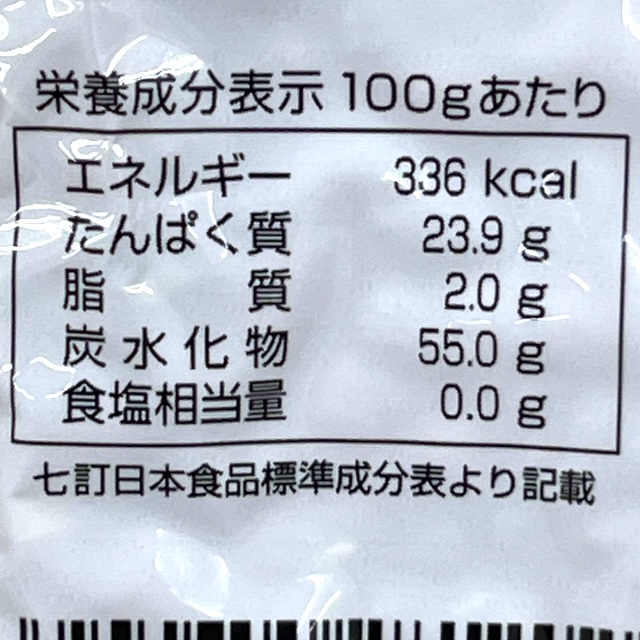 栄養成分表示 100gあたり
エネルギー 336 kcal
たんぱく質 23.9 g
脂質 2.0 g
炭水化物 55.0 g
食塩相当量 0.0 g
七訂日本食品標準成分表より記載